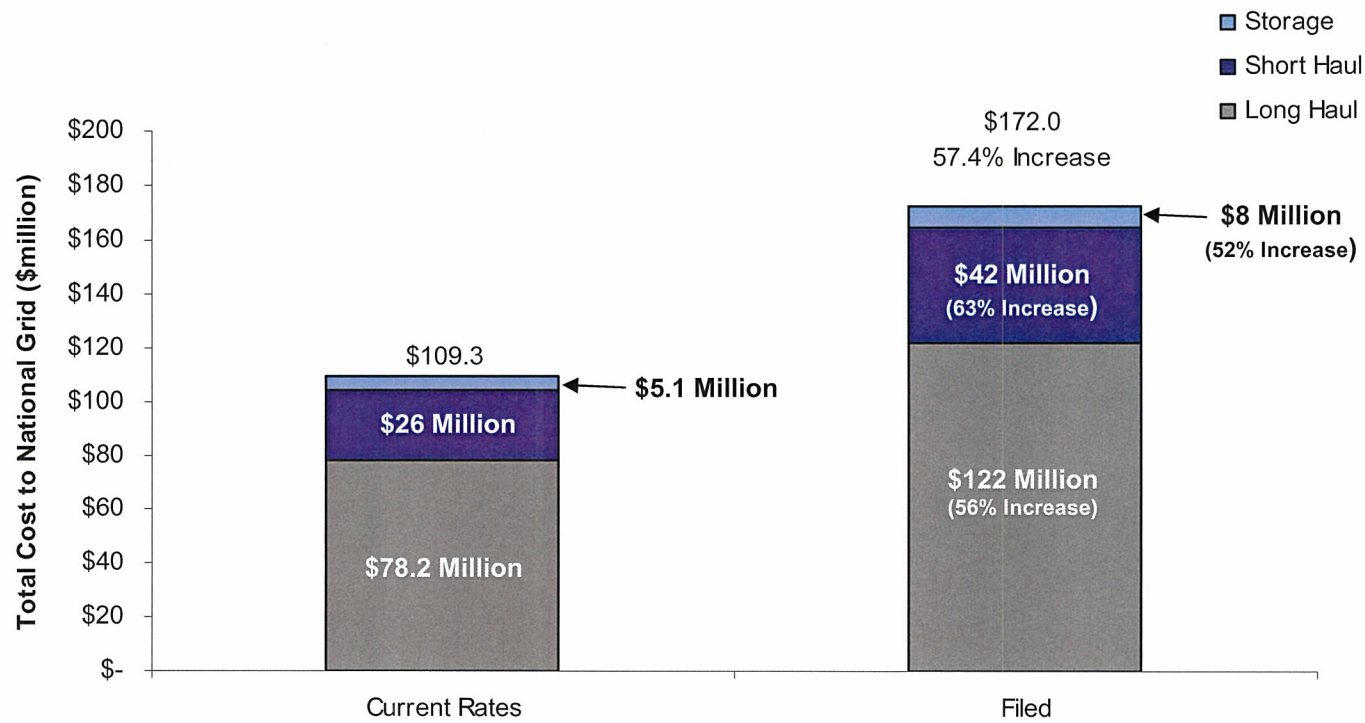 Storage
Short Haul
Long Haul
Total Cost to National Grid ($million)
$200
$180
$160
$140
$120
$100
$80
$60
$40
$20
$-
$109.3
$5.1 Million
$26 Million
$78.2 Million
$172.0
57.4% Increase
$8 Million
(52% Increase)
$42 Million
(63% Increase)
$122 Million
(56% Increase)
Current Rates
Filed